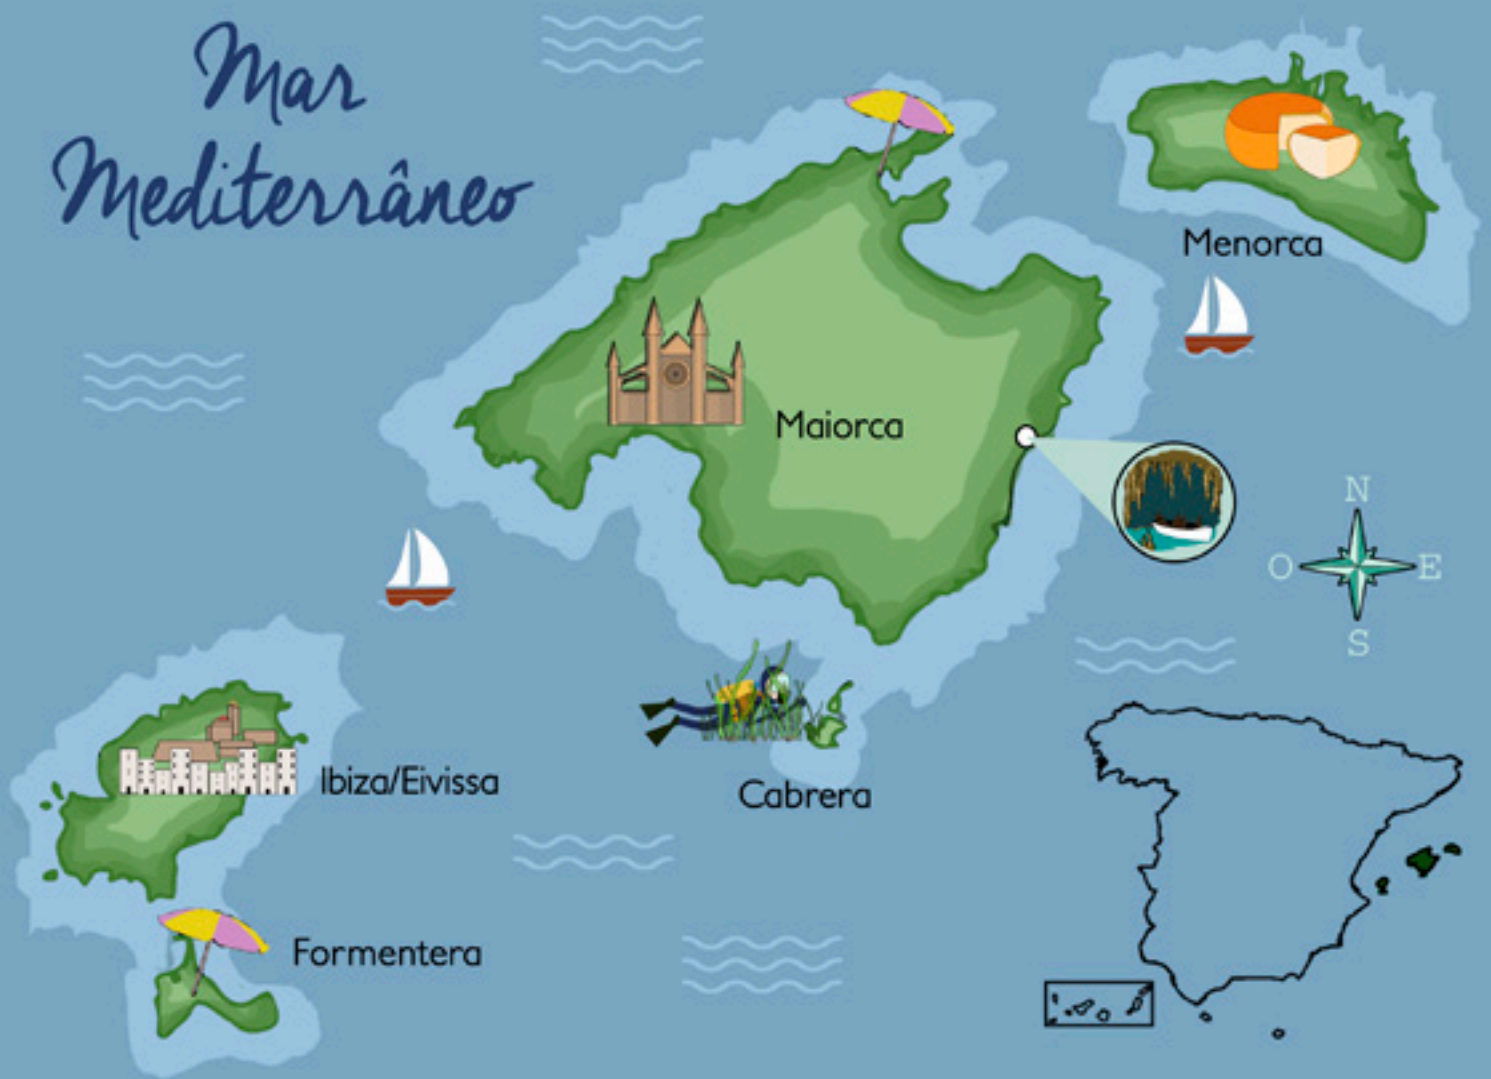 Mar
Mediterrâneo
Menorca
Maiorca
N
O
E
S
Ibiza/Eivissa
Cabrera
Formentera